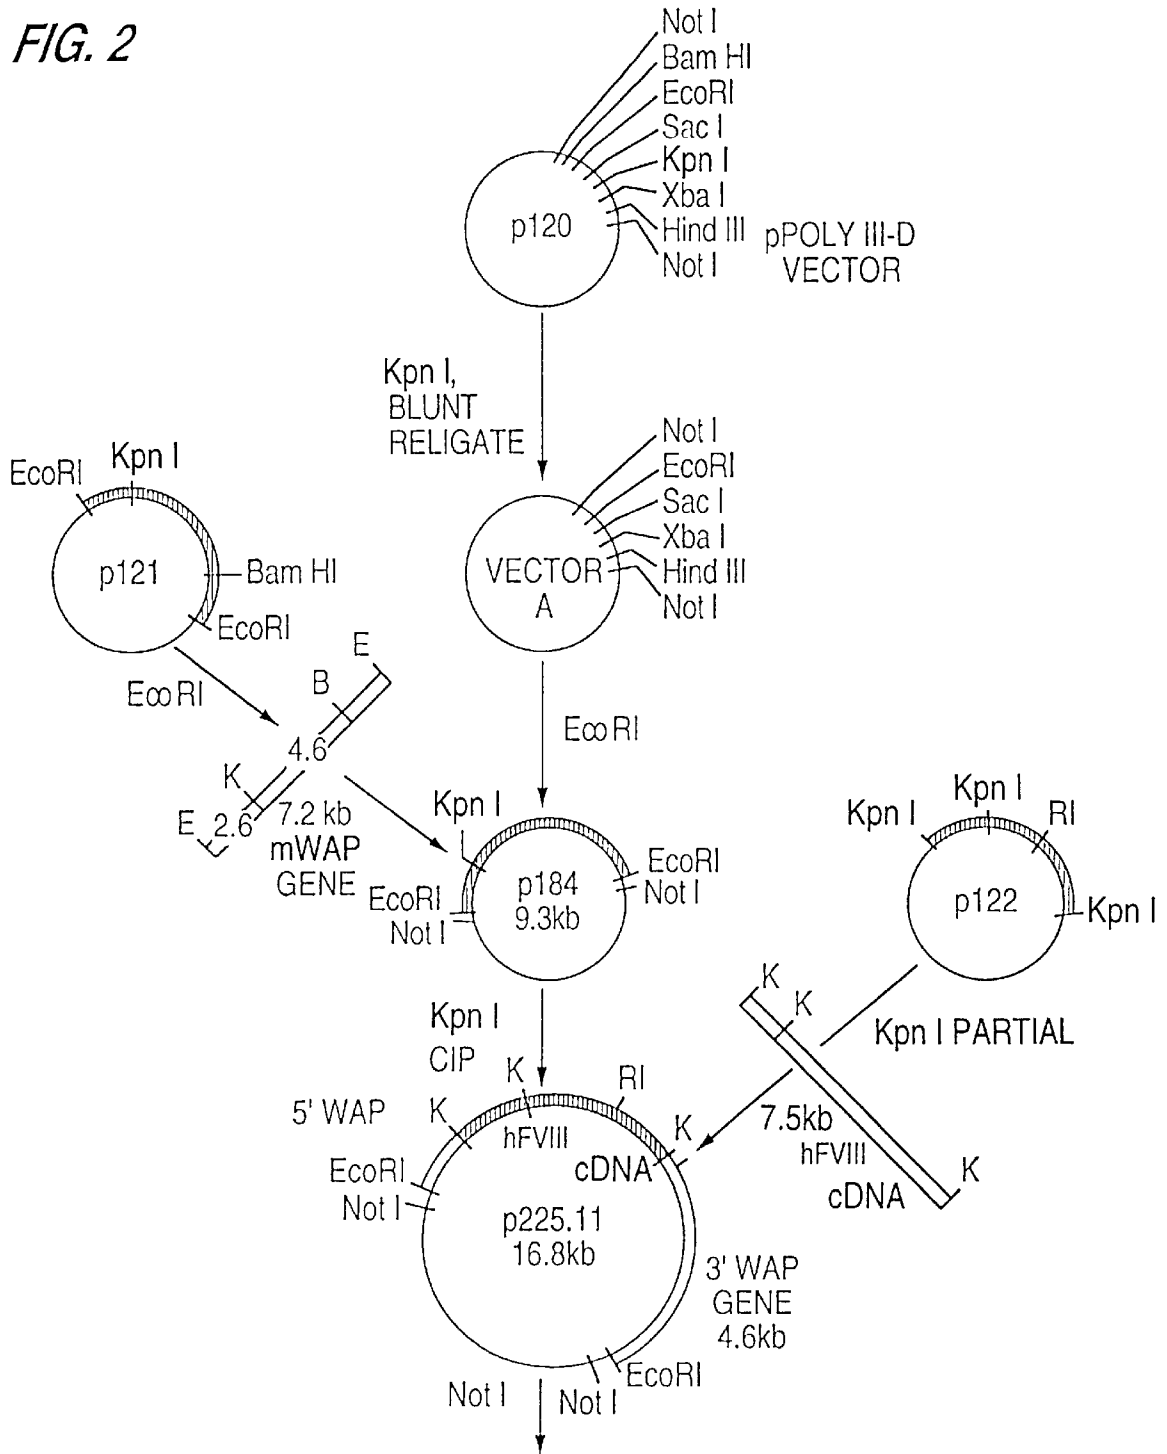 FIG. 2
Not I
Bam HI
EcoRI
Sac I
Kpn I
Xba I
Hind III
Not I
p120
pPOLY III-D
VECTOR
Kpn I,
BLUNT
RELIGATE
Not I
EcoRI
Sac I
Xba I
Hind III
Not I
VECTOR
A
EcoRI
Kpn I
p121
Bam HI
EcoRI
EcoRI
E
B
4.6
K
E
2.6
7.2 kb
mWAP
GENE
EcoRI
Kpn I
EcoRI
Not I
p184
9.3kb
EcoRI
Not I
Kpn I
Kpn I
RI
p122
Kpn I
Kpn I PARTIAL
K
K
7.5kb
hFVIII
cDNA
K
Kpn I
CIP
5' WAP
K
K
RI
hFVIII
cDNA
K
EcoRI
Not I
p225.11
16.8kb
3' WAP
GENE
4.6kb
EcoRI
Not I
Not I